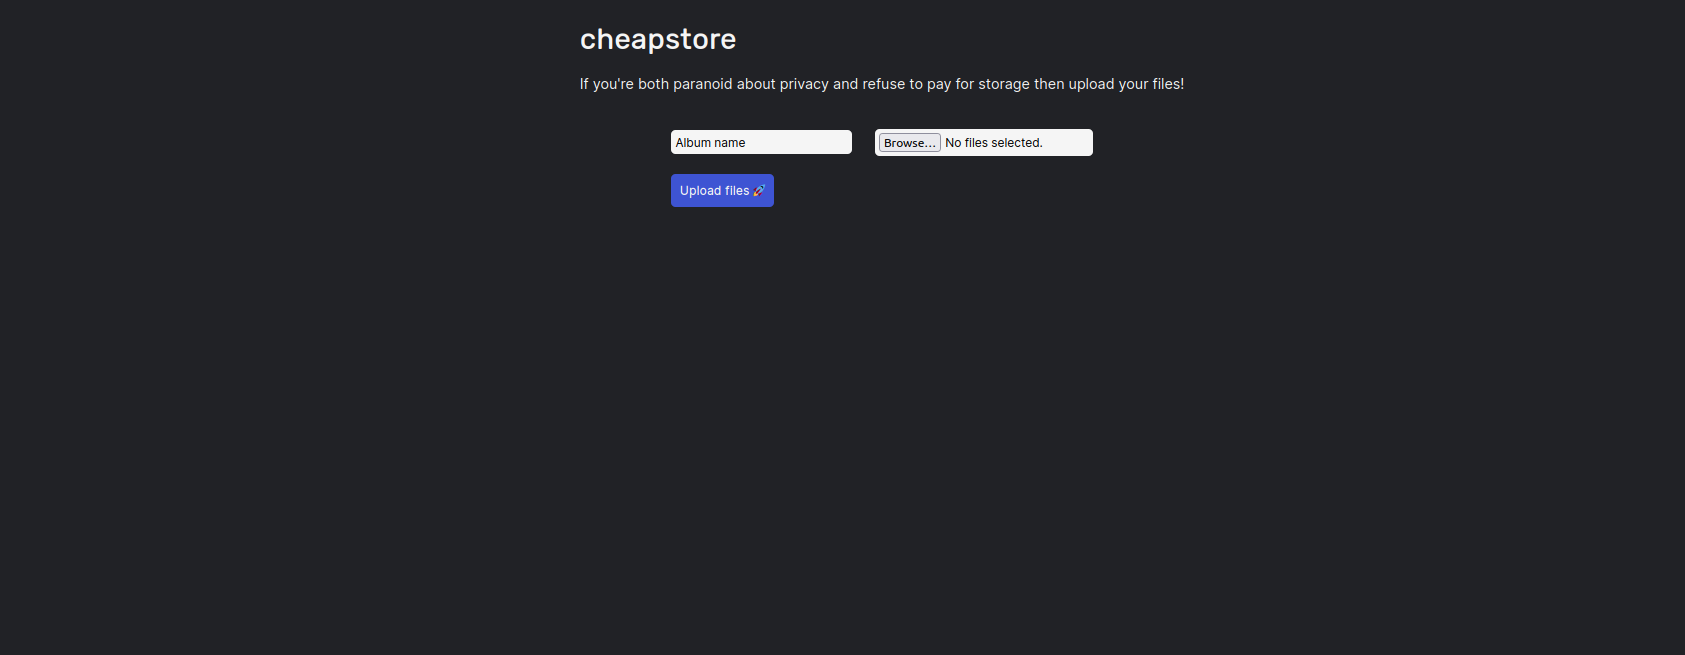 cheapstore
If you're both paranoid about privacy and refuse to pay for storage then upload your files!
Album name
Browse... No files selected.
Upload files 🚀